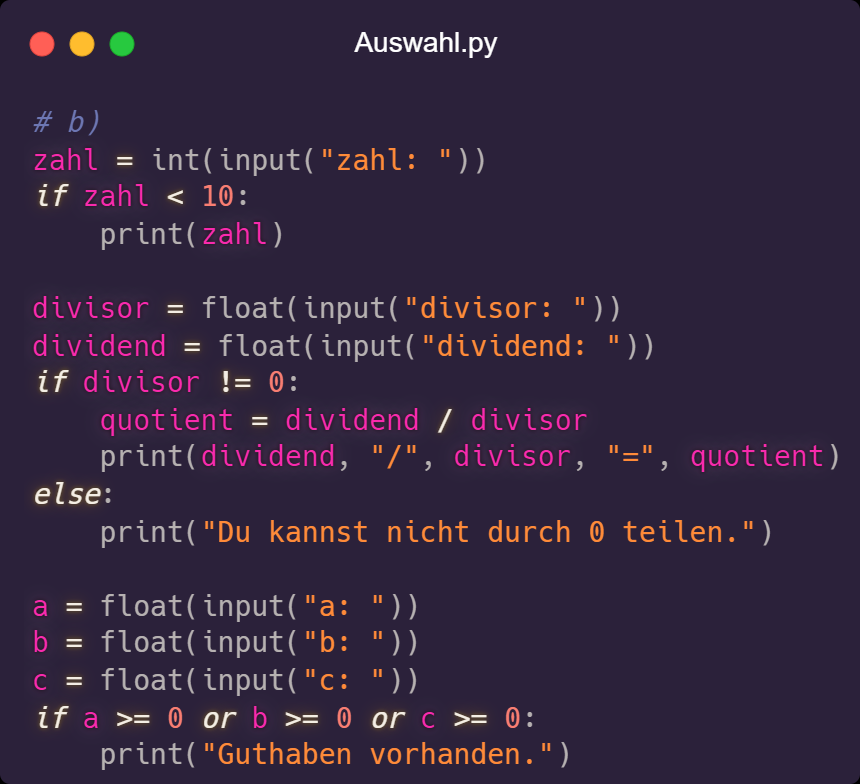 Auswahl.py
# b)
zahl = int(input("zahl: "))
if zahl < 10:
    print(zahl)

divisor = float(input("divisor: "))
dividend = float(input("dividend: "))
if divisor != 0:
    quotient = dividend / divisor
    print(dividend, "/", divisor, "=", quotient)
else:
    print("Du kannst nicht durch 0 teilen.")

a = float(input("a: "))
b = float(input("b: "))
c = float(input("c: "))
if a >= 0 or b >= 0 or c >= 0:
    print("Guthaben vorhanden.")